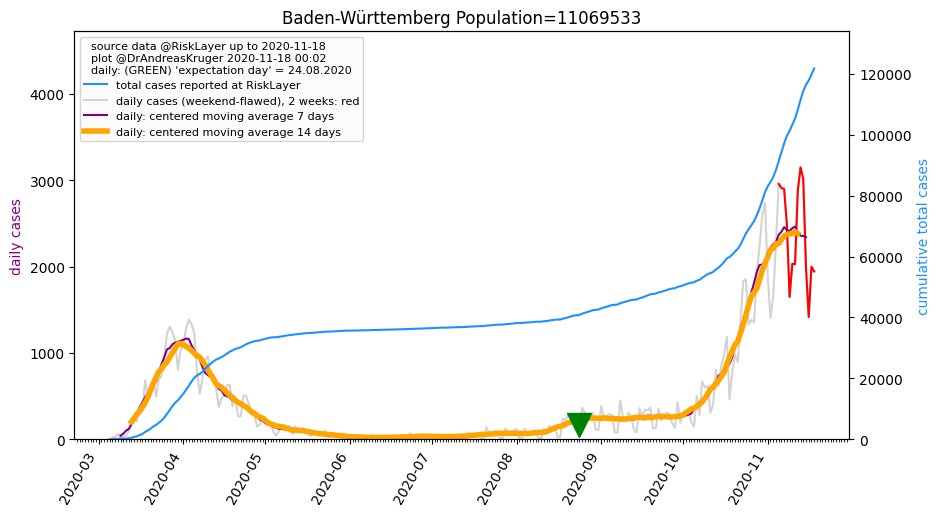 Baden-Württemberg Population=11069533
source data @RiskLayer up to 2020-11-18
plot @DrAndreasKruger 2020-11-18 00:02
daily: (GREEN) 'expectation day' = 24.08.2020
total cases reported at RiskLayer
daily cases (weekend-flawed), 2 weeks: red
daily: centered moving average 7 days
daily: centered moving average 14 days
daily cases
4000
3000
2000
1000
0
cumulative total cases
120000
100000
80000
60000
40000
20000
0
2020-03
2020-04
2020-05
2020-06
2020-07
2020-08
2020-09
2020-10
2020-11